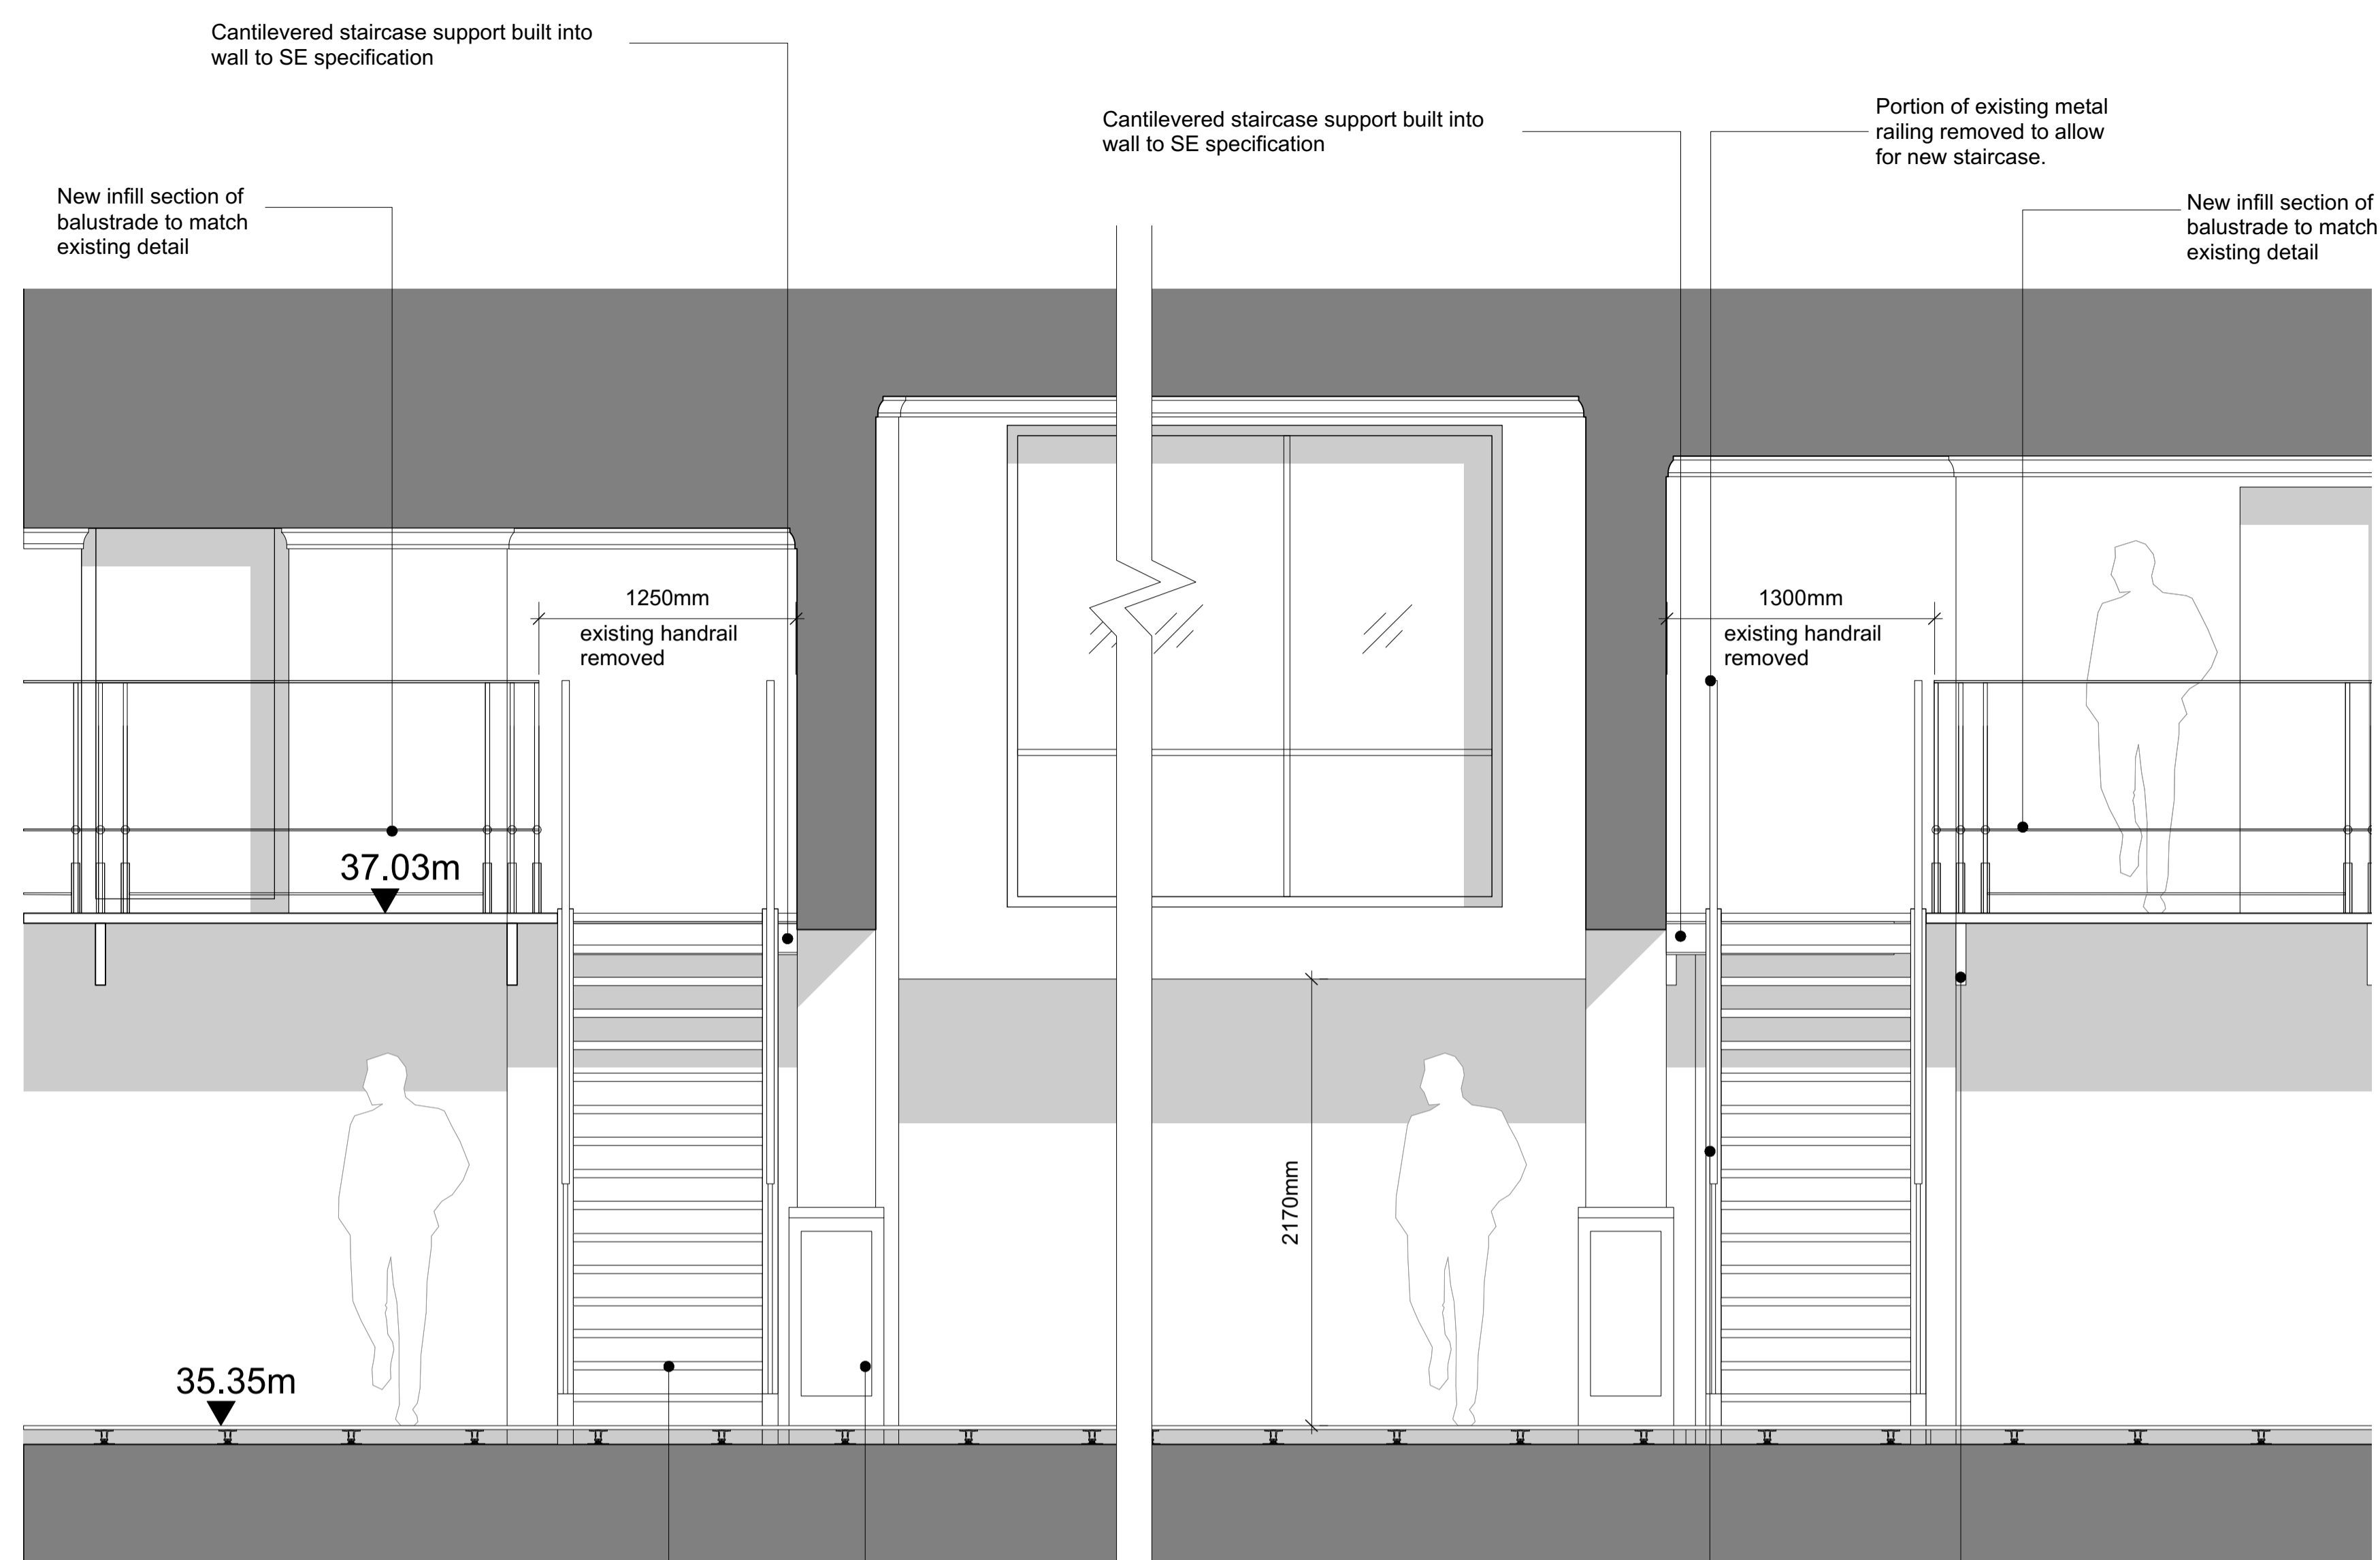 Cantilevered staircase support built into
wall to SE specification
Cantilevered staircase support built into
wall to SE specification
Portion of existing metal
railing removed to allow
for new staircase.
New infill section of
balustrade to match
existing detail
New infill section of
balustrade to match
existing detail
1250mm
existing handrail
removed
1300mm
existing handrail
removed
37.03m
2170mm
35.35m